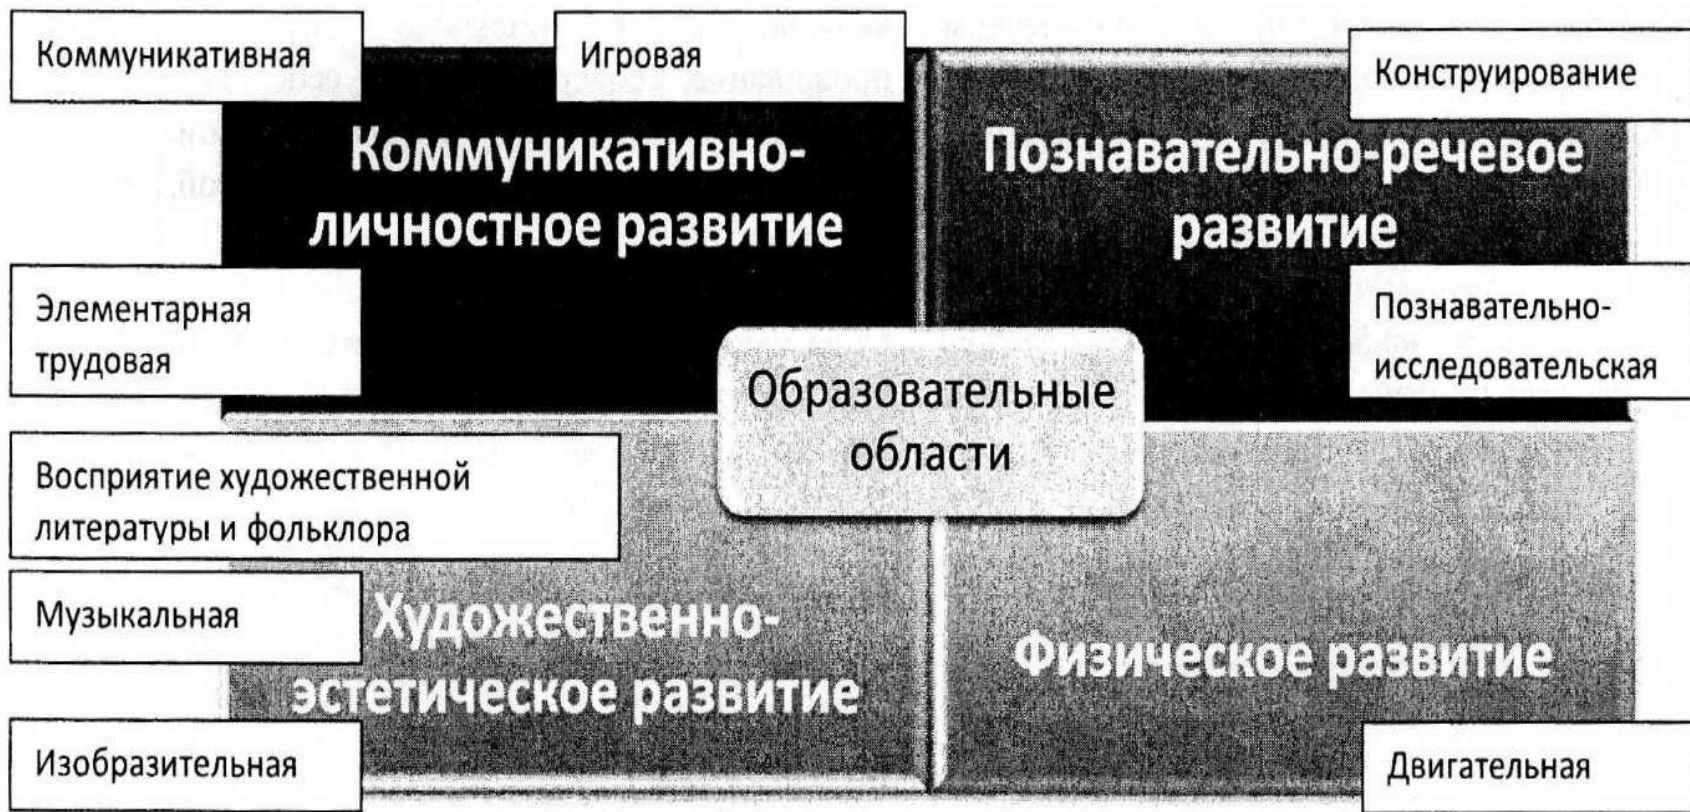 Коммуникативная
Игровая
Конструирование
Коммуникативно-
личностное развитие
Познавательно-речевое
развитие
Элементарная
трудовая
Познавательно-
исследовательская
Образовательные
области
Восприятие художественной
литературы и фольклора
Музыкальная
Художественно-
эстетическое развитие
Физическое развитие
Изобразительная
Двигательная